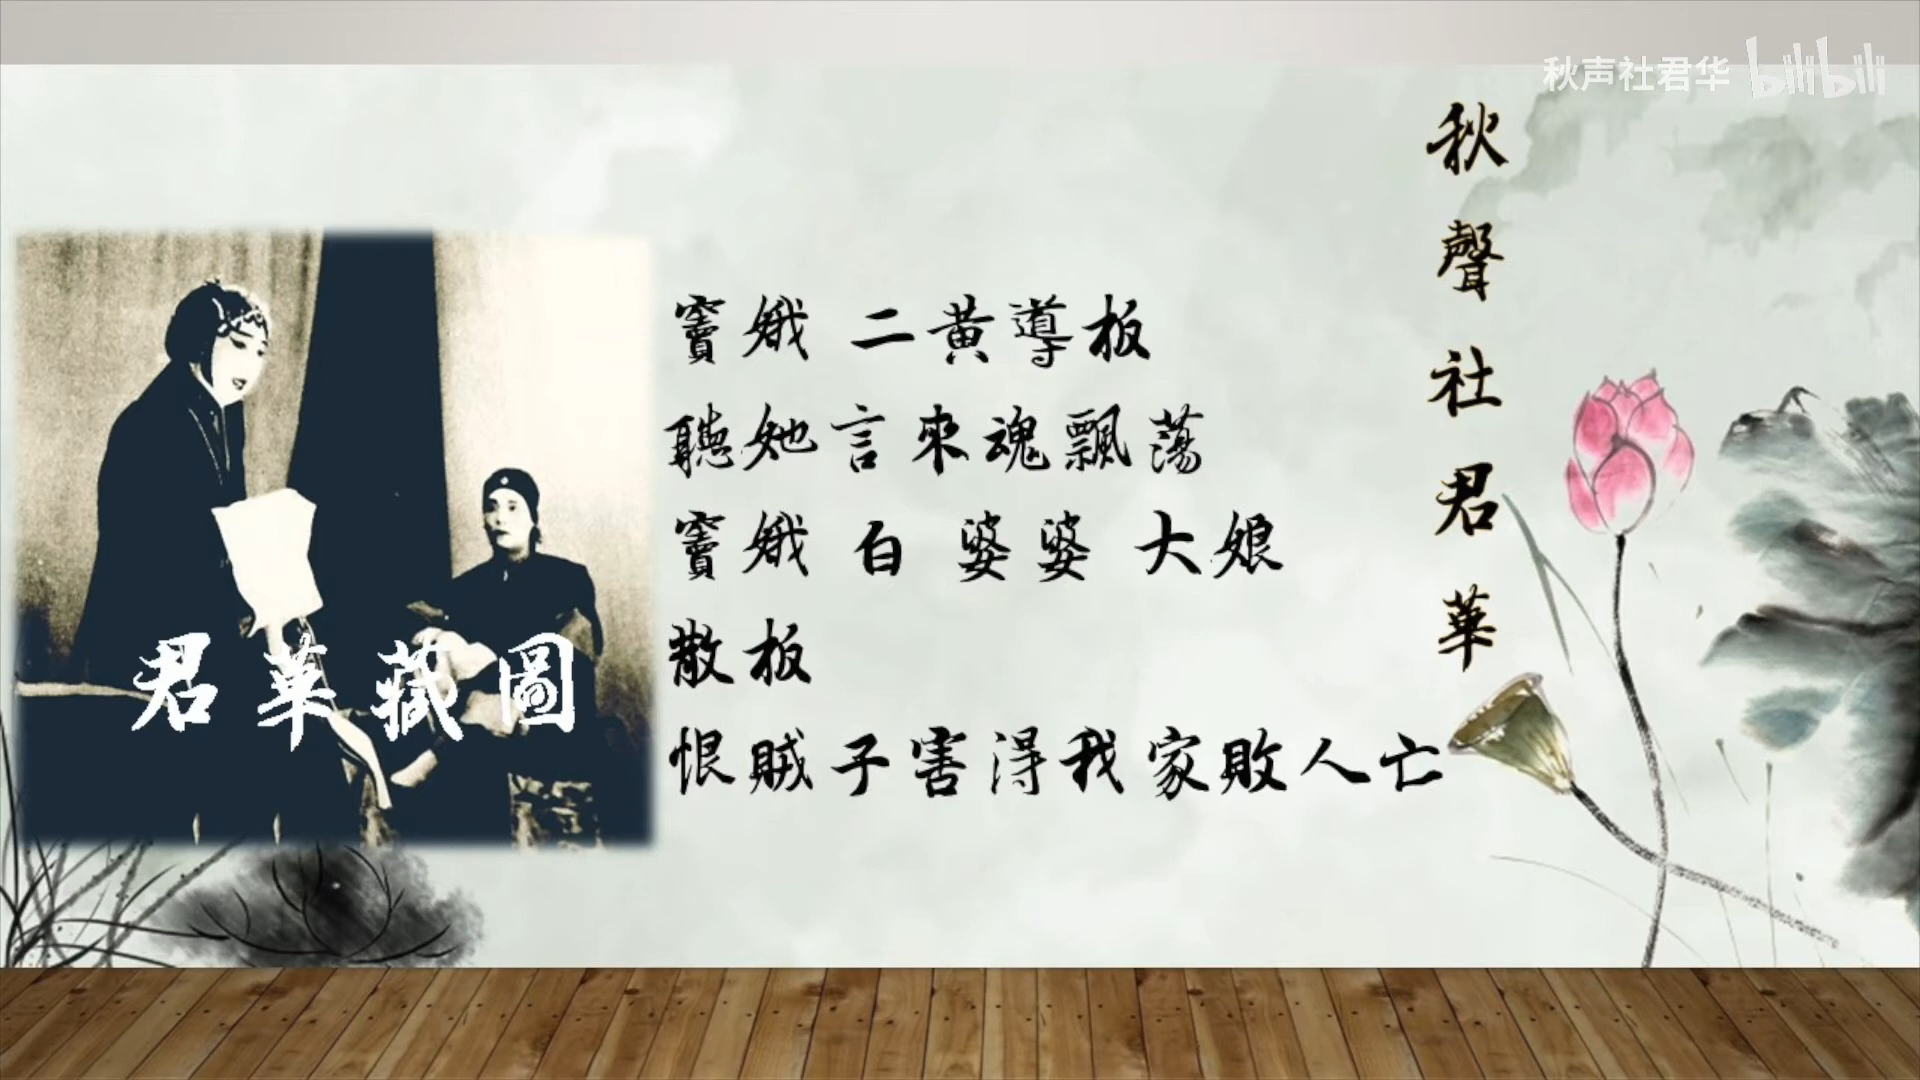 秋声社君华 bilibili
秋聲社君華
竇娥 二黃導板
聽她言來魂飄蕩
竇娥 白 婆婆 大娘
散板
恨賊子害得我家敗人亡
君華藏圖